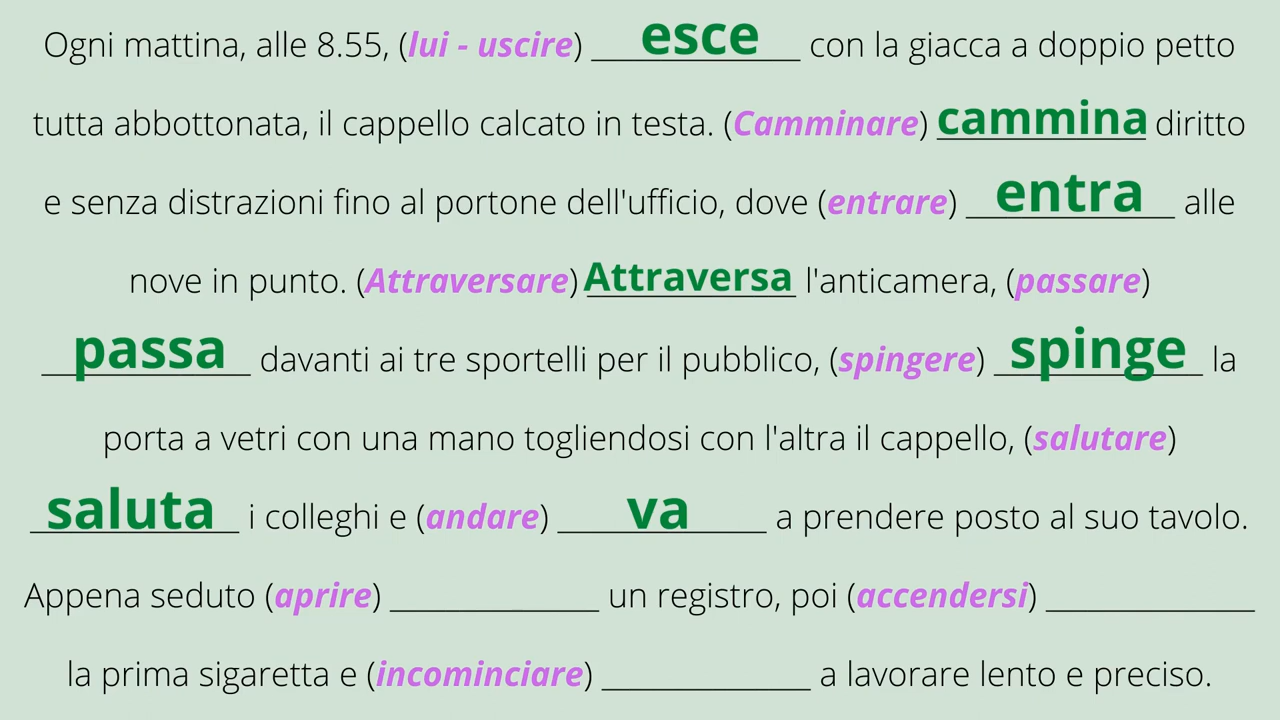 Ogni mattina, alle 8.55, (lui - uscire) esce con la giacca a doppio petto
tutta abbottonata, il cappello calcato in testa. (Camminare) cammina diritto
e senza distrazioni fino al portone dell'ufficio, dove (entrare) entra alle
nove in punto. (Attraversare) Attraversa l'anticamera, (passare)
passa davanti ai tre sportelli per il pubblico, (spingere) spinge la
porta a vetri con una mano togliendosi con l'altra il cappello, (salutare)
saluta i colleghi e (andare) va a prendere posto al suo tavolo.
Appena seduto (aprire) ____________ un registro, poi (accendersi) ____________
la prima sigaretta e (incominciare) ____________ a lavorare lento e preciso.